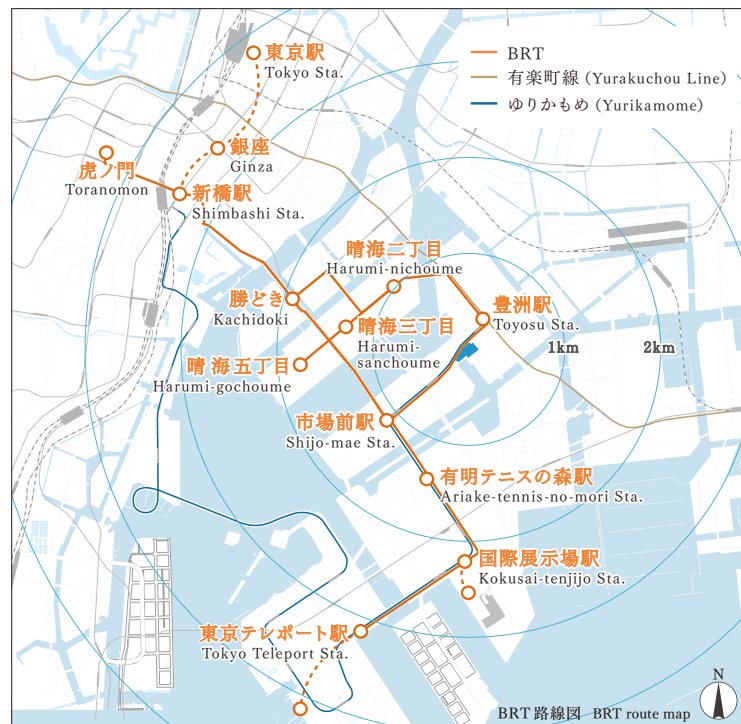 東京駅
Tokyo Sta.
BRT
有楽町線 (Yurakuchou Line)
ゆりかもめ (Yurikamome)
銀座
Ginza
虎ノ門
Toranomon
新橋駅
Shimbashi Sta.
晴海二丁目
Harumi-nichoume
勝どき
Kachidoki
豊洲駅
Toyosu Sta.
晴海三丁目
Harumi-
sanchoume
1km
2km
晴海五丁目
Harumi-gochoume
市場前駅
Shijo-mae Sta.
有明テニスの森駅
Ariake-tennis-no-mori Sta.
国際展示場駅
Kokusai-tenjijo Sta.
東京テレポート駅
Tokyo Teleport Sta.
N
BRT路線図 BRT route map